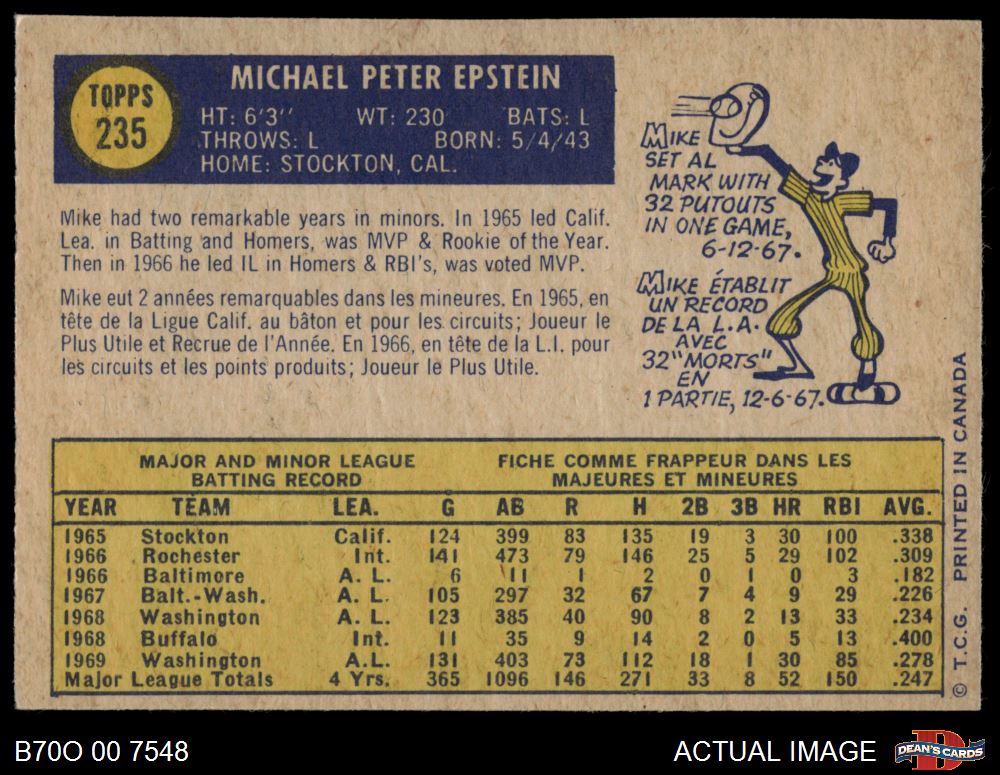 TOPPS
235
MICHAEL PETER EPSTEIN
HT: 6'3'' WT: 230 BATS: L
THROWS: L BORN: 5/4/43
HOME: STOCKTON, CAL.
Mike had two remarkable years in minors. In 1965 led Calif.
Lea. in Batting and Homers, was MVP & Rookie of the Year.
Then in 1966 he led IL in Homers & RBI's, was voted MVP.
Mike eut 2 années remarquables dans les mineures. En 1965, en
tête de la Ligue Calif. au bâton et pour les circuits; Joueur le
Plus Utile et Recrue de l'Année. En 1966, en tête de la L.I. pour
les circuits et les points produits; Joueur le Plus Utile.
MIKE
SET AL
MARK WITH
32 PUTOUTS
IN ONE GAME,
6-12-67.
MIKE ÉTABLIT
UN RECORD
DE LA L.A.
AVEC
32 "MORTS"
EN
1 PARTIE, 12-6-67.
MAJOR AND MINOR LEAGUE
BATTING RECORD
FICHE COMME FRAPPEUR DANS LES
MAJEURES ET MINEURES
YEAR TEAM LEA. G AB R H 2B 3B HR RBI AVG.
1965 Stockton Calif. 124 399 83 135 19 3 30 100 .338
1966 Rochester Int. 141 473 79 146 25 5 29 102 .309
1966 Baltimore A. L. 6 11 1 2 0 1 0 3 .182
1967 Balt.-Wash. A. L. 105 297 32 67 7 4 9 29 .226
1968 Washington A. L. 123 385 40 90 8 2 13 33 .234
1968 Buffalo Int. 11 35 9 14 2 0 5 13 .400
1969 Washington A.L. 131 403 73 112 18 1 30 85 .278
Major League Totals 4 Yrs. 365 1096 146 271 33 8 52 150 .247
© T.C.G. PRINTED IN CANADA
B70O 00 7548
ACTUAL IMAGE
DEAN'S CARDS